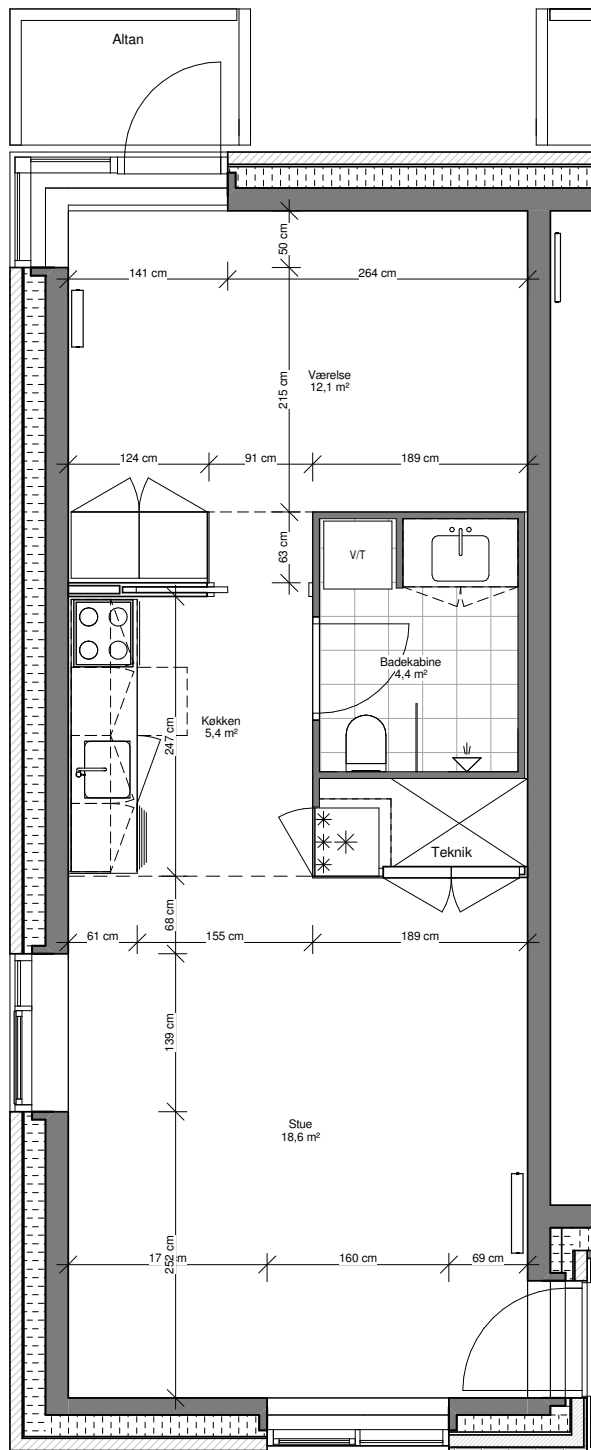 Altan
50 cm
141 cm
264 cm
Værelse
12,1 m²
215 cm
124 cm
91 cm
189 cm
63 cm
V/T
Badekabine
4,4 m²
Køkken
5,4 m²
247 cm
Teknik
68 cm
61 cm
155 cm
189 cm
139 cm
Stue
18,6 m²
252 cm
160 cm
69 cm